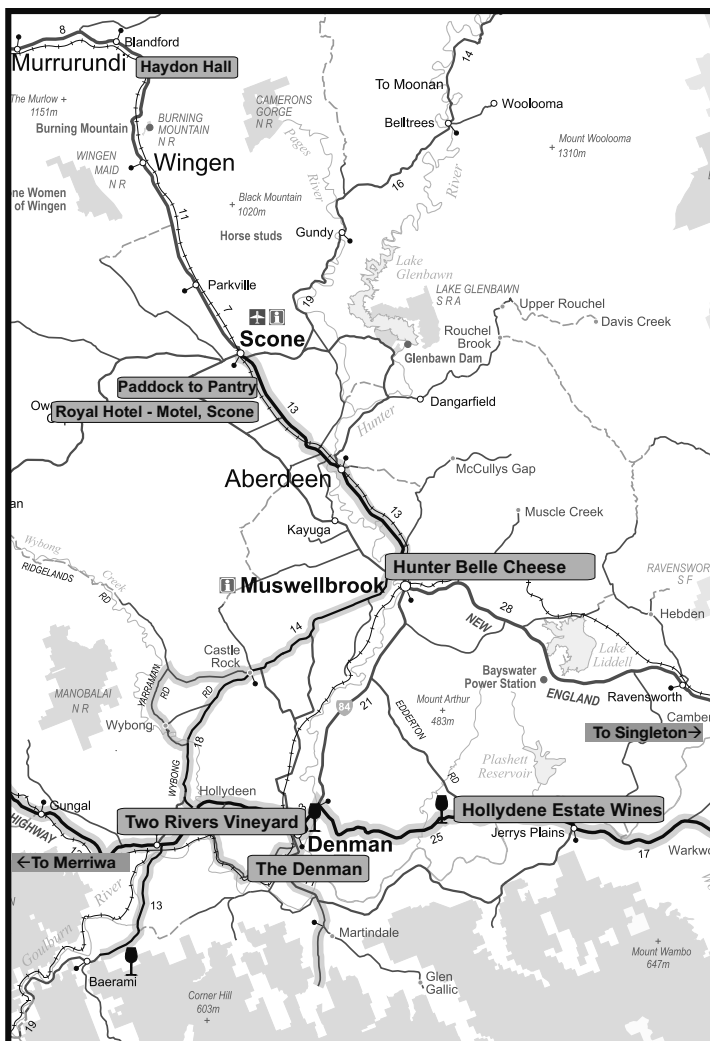 8
Blandford
Murrurundi
Haydon Hall
14
To Moonan
The Murlow +
1151m
BURNING
MOUNTAIN
N R
Burning Mountain
CAMERONS
GORGE
N R
Woolooma
Belltrees
Pages
River
River
+ Mount Woolooma
1310m
WINGEN
MAID
N R
Wingen
one Women
of Wingen
16
Black Mountain
+
1020m
11
Horse studs
Gundy
Lake
Glenbawn
Parkville
LAKE GLENBAWN
S R A
19
7
Upper Rouchel
Davis Creek
Scone
Rouchel
Brook
Glenbawn Dam
Paddock to Pantry
Royal Hotel - Motel, Scone
13
Ow
Dangarfield
Hunter
Aberdeen
McCullys Gap
an
13
Muscle Creek
Kayuga
Wybong
Creek
RIDGELANDS
RD
Hunter Belle Cheese
RAVENSWOR
S F
Muswellbrook
28
NEW
Hebden
14
Castle
Rock
Lake
Liddell
YARRAMAN
RD
RD
MANOBALAI
N R
84
21
EDDERTON
RD
Mount Arthur
+
483m
Bayswater
Power Station
ENGLAND
Ravensworth
Camber
Wybong
To Singleton→
18
WYBONG
Plashett
Reservoir
Hollydeen
Gungal
HIGHWAY
Two Rivers Vineyard
Hollydene Estate Wines
Denman
25
Jerrys Plains
17
Warkwo
←To Merriwa
The Denman
River
13
Goulburn
Martindale
+
Mount Wambo
647m
Baerami
Glen
Gallic
Corner Hill
603m
+
19